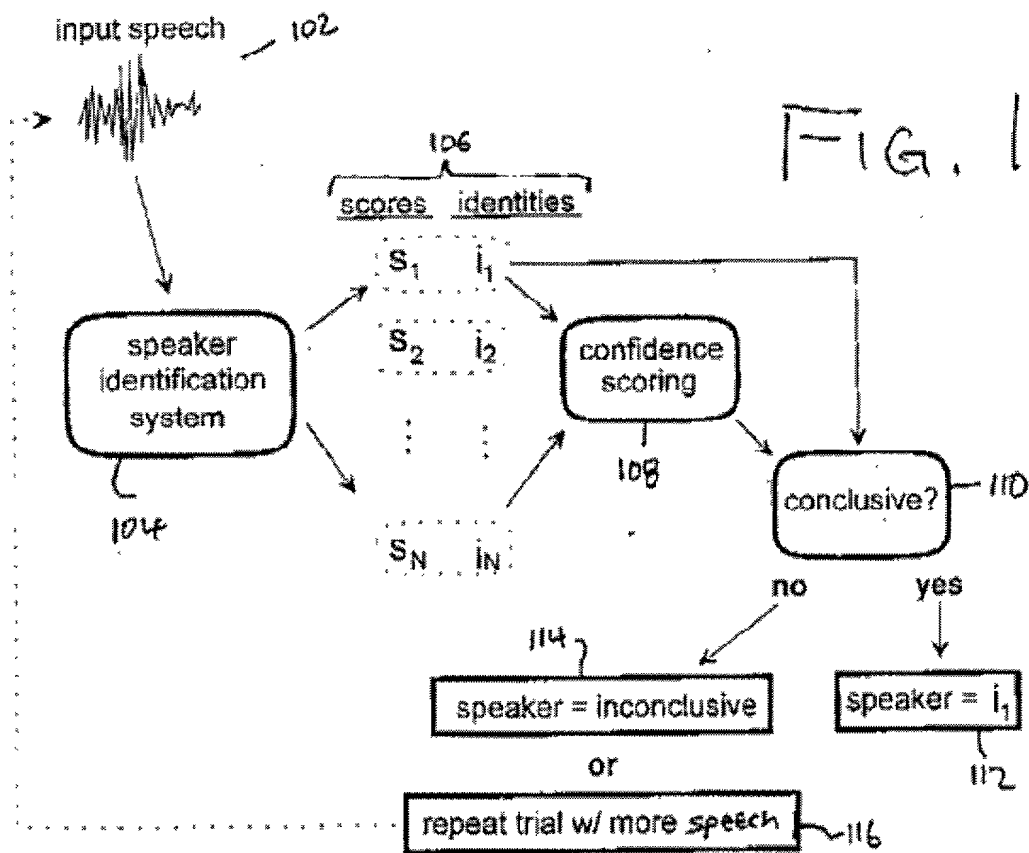 input speech
102
FIG. 1
106
scores identities
S1 i1
S2 i2
SN iN
speaker
identification
system
104
confidence
scoring
108
conclusive?
110
no yes
114
speaker = inconclusive
speaker = i1
112
or
repeat trial w/ more speech
116